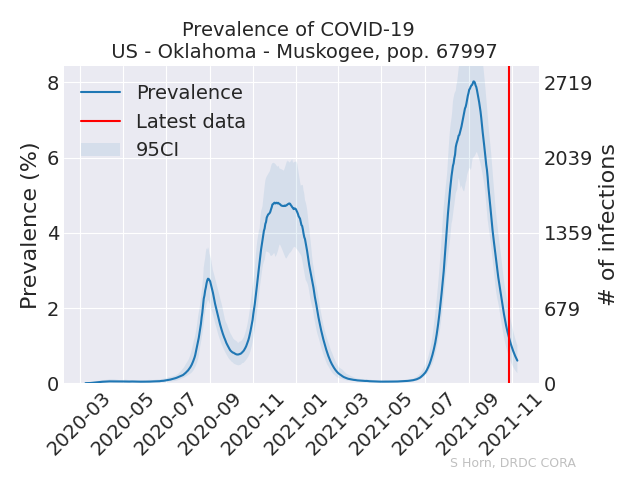 Prevalence of COVID-19
US - Oklahoma - Muskogee, pop. 67997
Prevalence
Latest data
95CI
Prevalence (%)
8
6
4
2
0
2719
2039
1359
679
0
# of infections
2020-03
2020-05
2020-07
2020-09
2020-11
2021-01
2021-03
2021-05
2021-07
2021-09
2021-11
S Horn, DRDC CORA